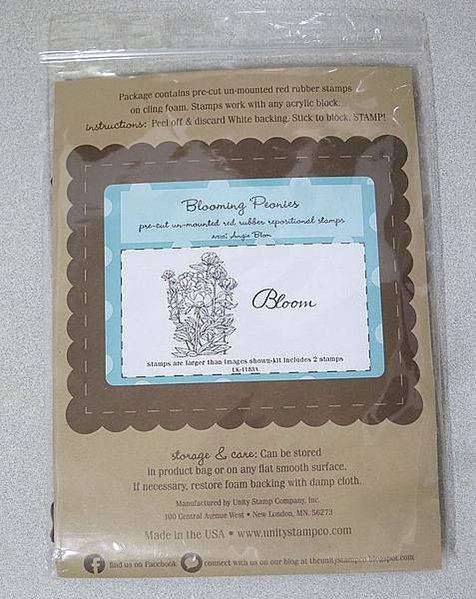 Package contains pre-cut un-mounted red rubber stamps
on cling foam. Stamps work with any acrylic block.
instructions: Peel off & discard White backing. Stick to block, STAMP!
Blooming Peonies
pre-cut un-mounted red rubber repositional stamps
artist: Angie Blom
Bloom
stamps are larger than images shown-kit includes 2 stamps
LK-1183A
storage & care: Can be stored
in product bag or on any flat smooth surface.
If necessary, restore foam backing with damp cloth.
Manufactured by Unity Stamp Company, Inc.
100 Central Avenue West • New London, MN. 56273
Made in the USA • www.unitystampco.com
find us on Facebook connect with us on our blog at theunitystampco.blogspot.com